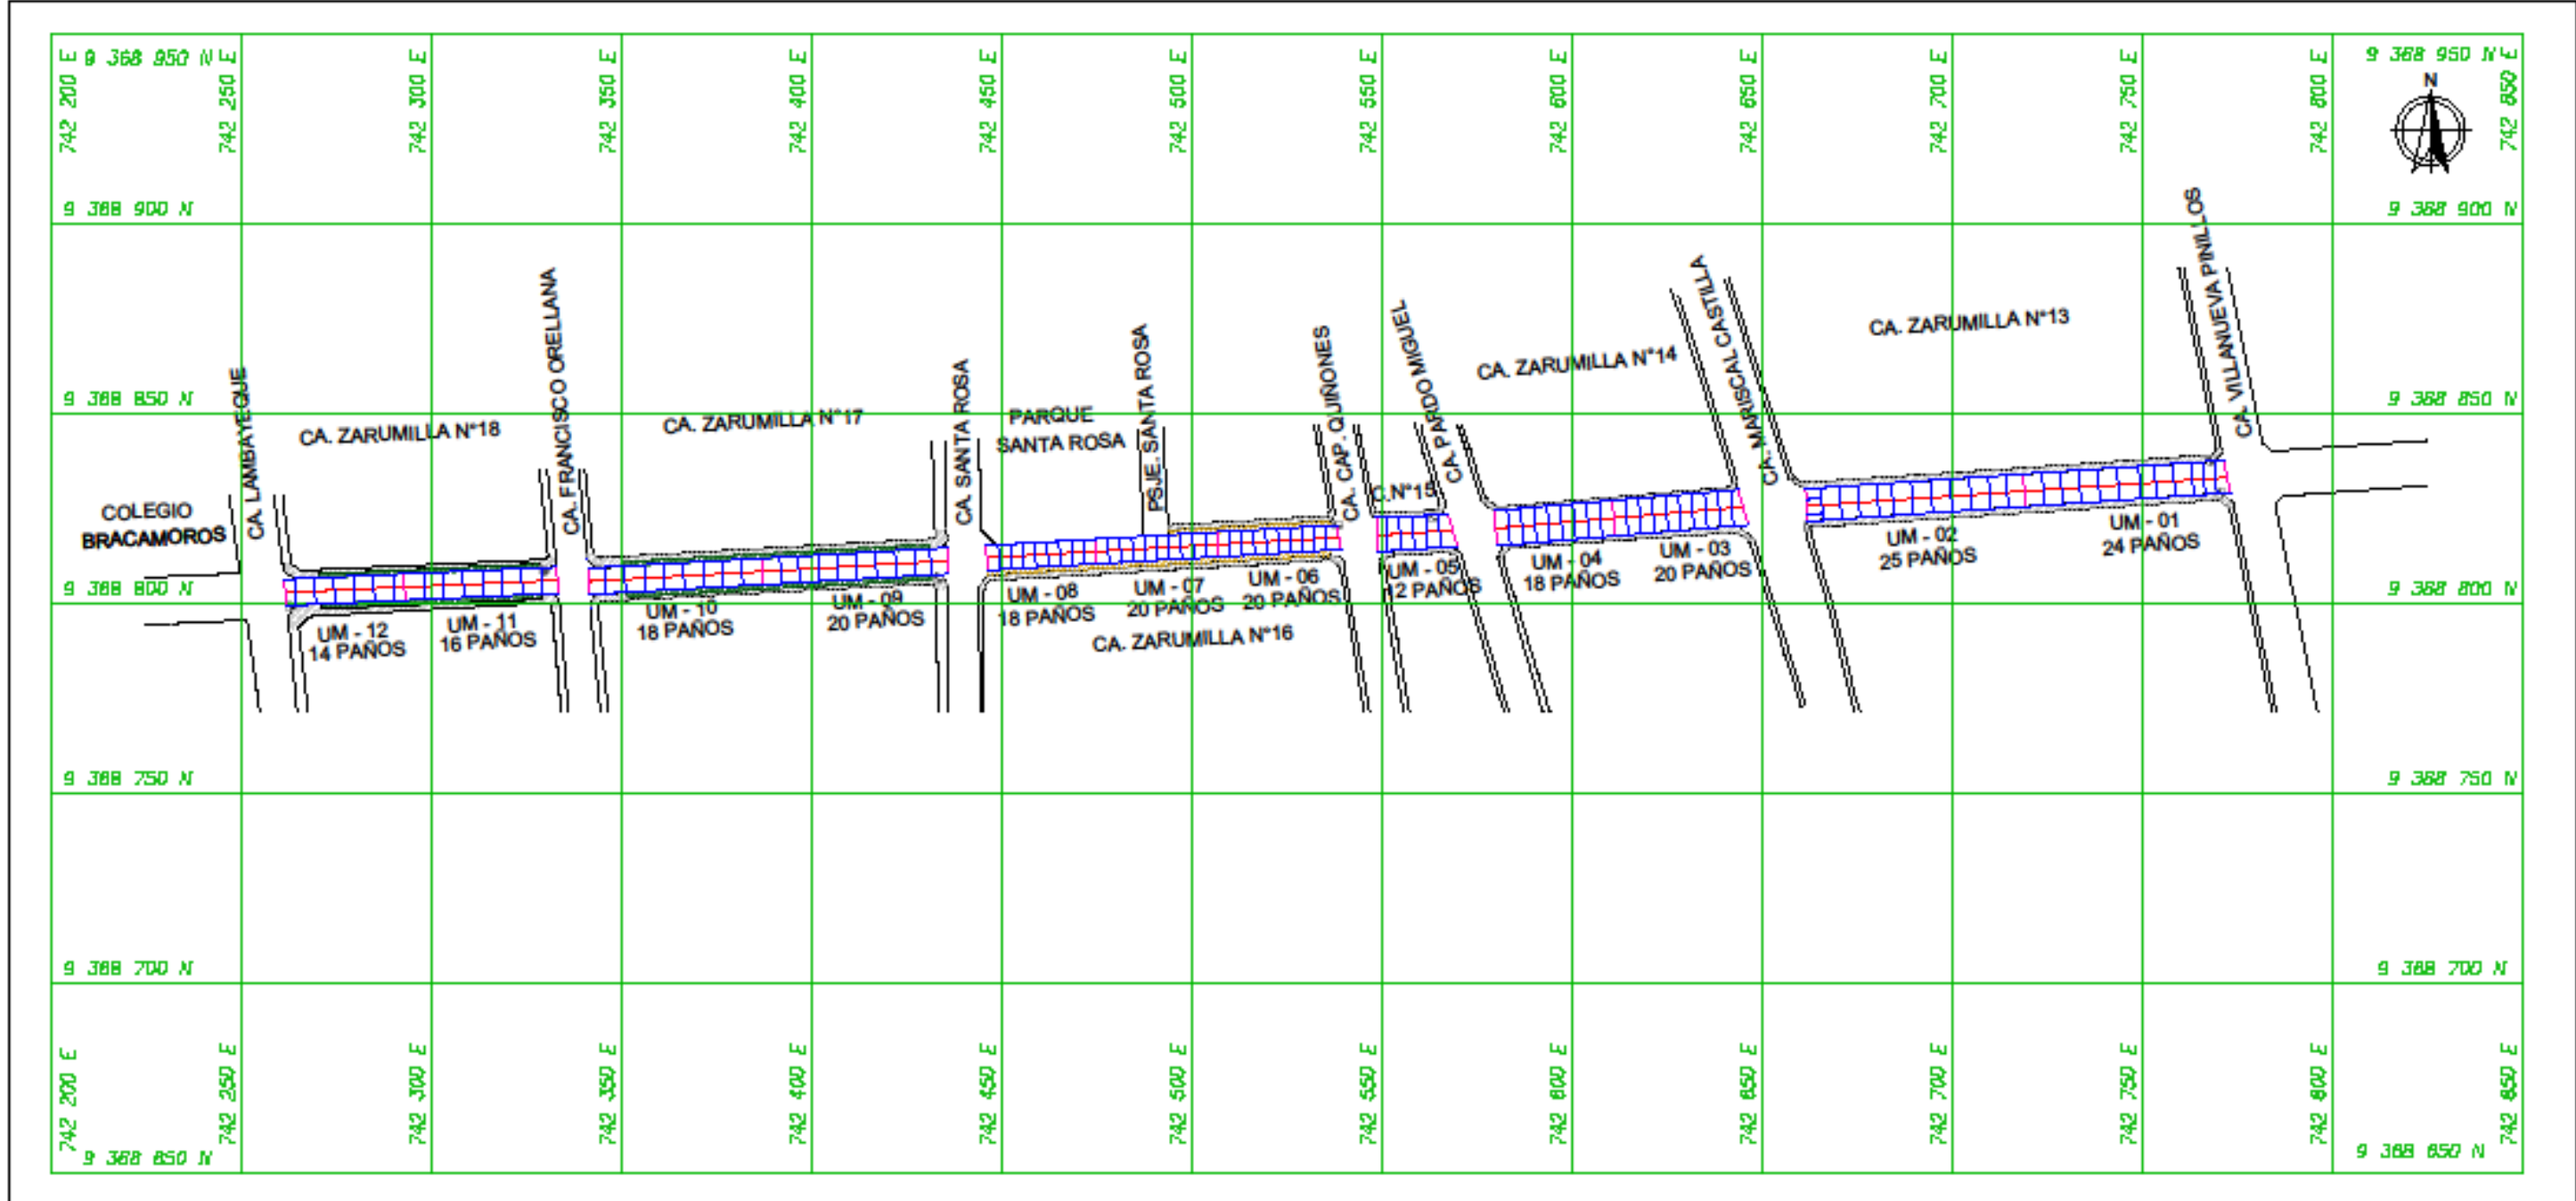 9 368 950 N
9 368 950 N
742 200 E
742 250 E
742 300 E
742 350 E
742 400 E
742 450 E
742 500 E
742 550 E
742 600 E
742 650 E
742 700 E
742 750 E
742 800 E
742 850 E
N
9 368 900 N
9 368 900 N
CA. VILLANUEVA PINILLOS
CA. MARISCAL CASTILLA
CA. FRANCISCO ORELLANA
CA. ZARUMILLA N°13
CA. PARDO MIGUEL
CA. CAP. QUIÑONES
PSJE. SANTA ROSA
CA. ZARUMILLA N°14
CA. SANTA ROSA
CA. LAMBAYEQUE
9 368 850 N
9 368 850 N
CA. ZARUMILLA N°18
CA. ZARUMILLA N°17
PARQUE
SANTA ROSA
C.N°15
COLEGIO
BRACAMOROS
9 368 800 N
9 368 800 N
UM - 12
14 PAÑOS
UM - 11
16 PAÑOS
UM - 10
18 PAÑOS
UM - 09
20 PAÑOS
UM - 08
18 PAÑOS
UM - 07
20 PAÑOS
UM - 06
20 PAÑOS
UM - 05
12 PAÑOS
UM - 04
18 PAÑOS
UM - 03
20 PAÑOS
UM - 02
25 PAÑOS
UM - 01
24 PAÑOS
CA. ZARUMILLA N°16
9 368 750 N
9 368 750 N
9 368 700 N
9 368 700 N
742 200 E
742 250 E
742 300 E
742 350 E
742 400 E
742 450 E
742 500 E
742 550 E
742 600 E
742 650 E
742 700 E
742 750 E
742 800 E
742 850 E
9 368 650 N
9 368 650 N